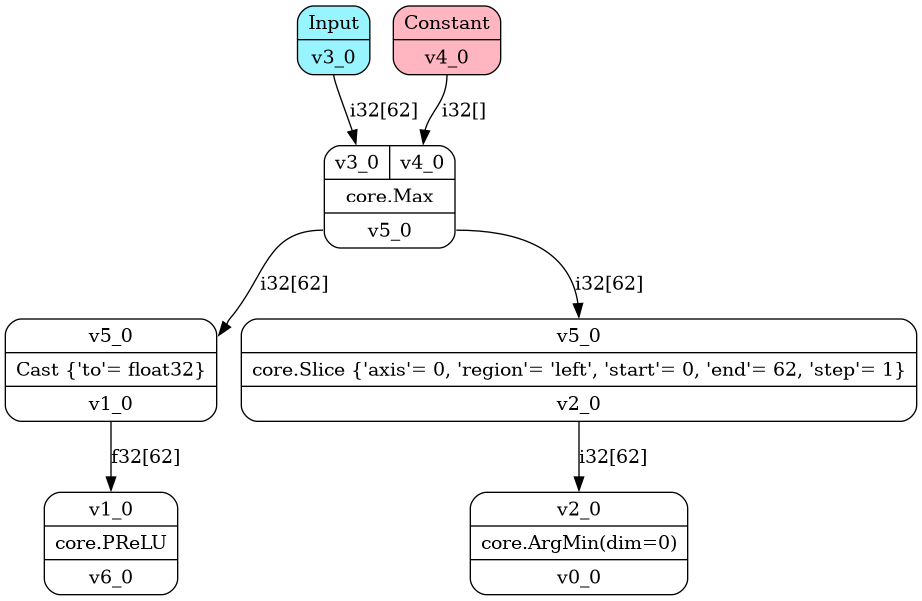 Input
v3_0
Constant
v4_0
i32[62]
i32[]
v3_0
v4_0
core.Max
v5_0
i32[62]
i32[62]
v5_0
Cast {'to'= float32}
v1_0
v5_0
core.Slice {'axis'= 0, 'region'= 'left', 'start'= 0, 'end'= 62, 'step'= 1}
v2_0
f32[62]
i32[62]
v1_0
core.PReLU
v6_0
v2_0
core.ArgMin(dim=0)
v0_0